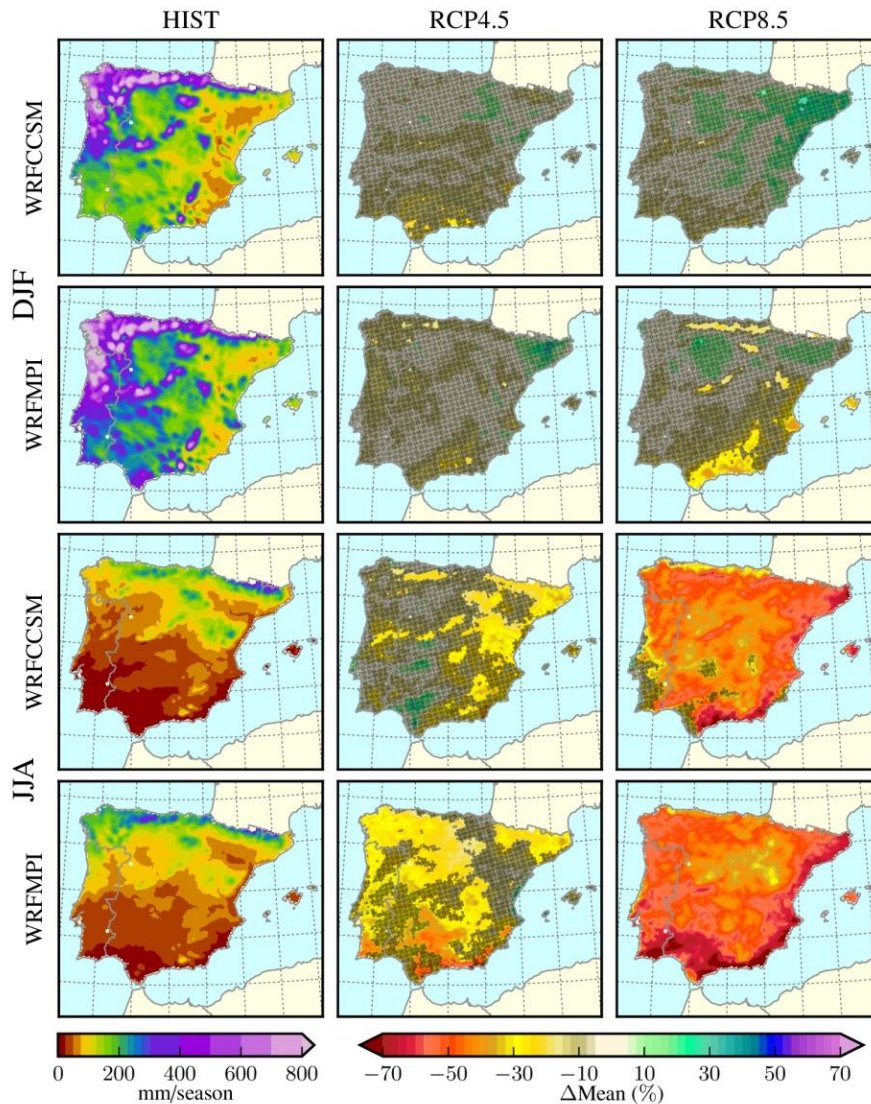 HIST RCP4.5 RCP8.5
DJF
WRFCCSM
WRFMPI
JJA
WRFCCSM
WRFMPI
0 200 400 600 800
mm/season
−70 −50 −30 −10 10 30 50 70
ΔMean (%)